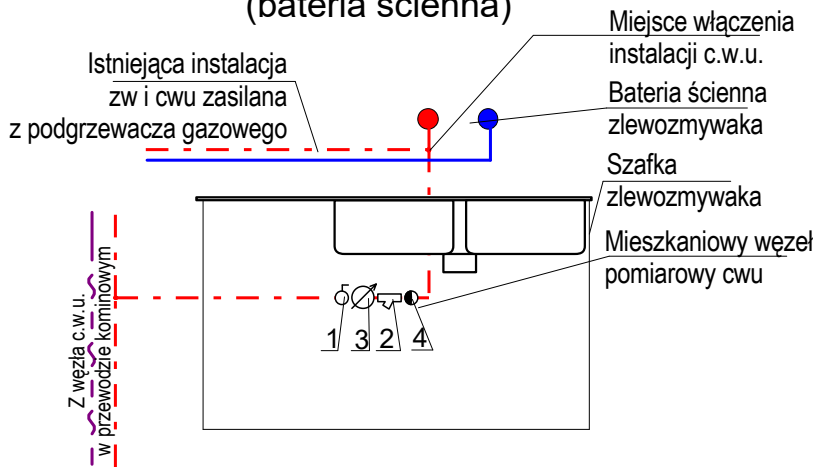 (bateria ścienna)
Miejsce włączenia
instalacji c.w.u.
Istniejąca instalacja
zw i cwu zasilana
z podgrzewacza gazowego
Bateria ścienna
zlewozmywaka
Szafka
zlewozmywaka
Mieszkaniowy węzeł
pomiarowy cwu
1 3 2 4
Z węzła c.w.u.
w przewodzie kominowym